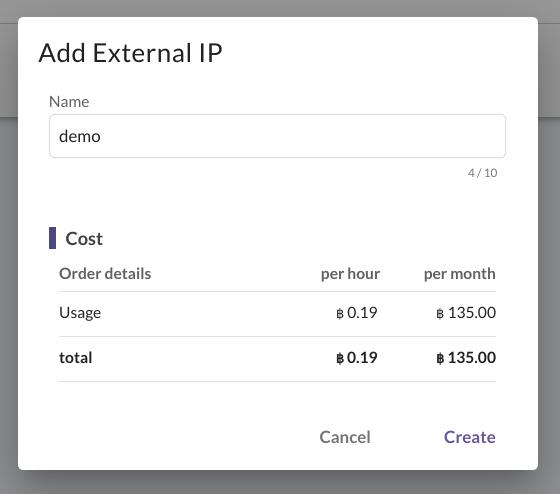 Add External IP
Name
demo
4 / 10
Cost
Order details per hour per month
Usage ฿ 0.19 ฿ 135.00
total ฿ 0.19 ฿ 135.00
Cancel Create